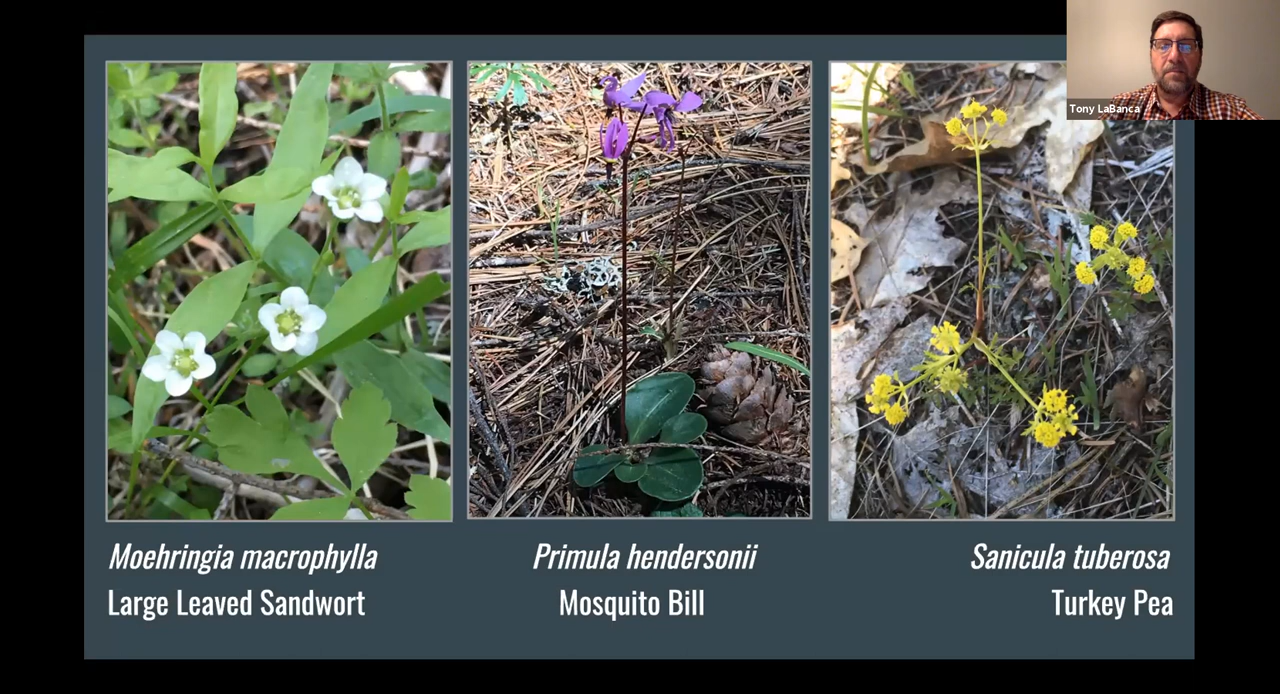 Tony LaBanca
Moehringia macrophylla
Large Leaved Sandwort
Primula hendersonii
Mosquito Bill
Sanicula tuberosa
Turkey Pea